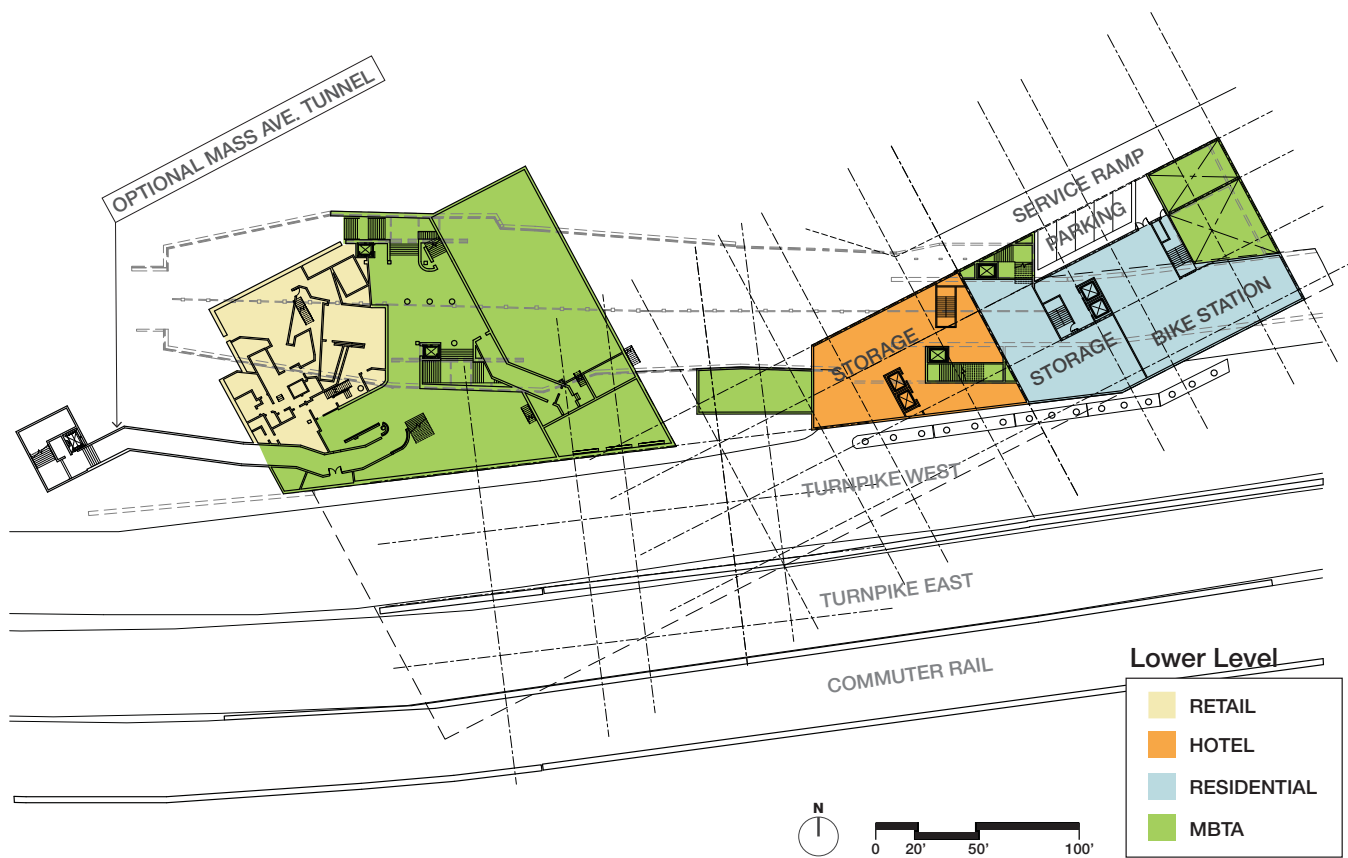 OPTIONAL MASS AVE. TUNNEL
SERVICE RAMP
PARKING
STORAGE
STORAGE
BIKE STATION
TURNPIKE WEST
TURNPIKE EAST
COMMUTER RAIL
Lower Level
RETAIL
HOTEL
RESIDENTIAL
MBTA
N
0 20' 50' 100'